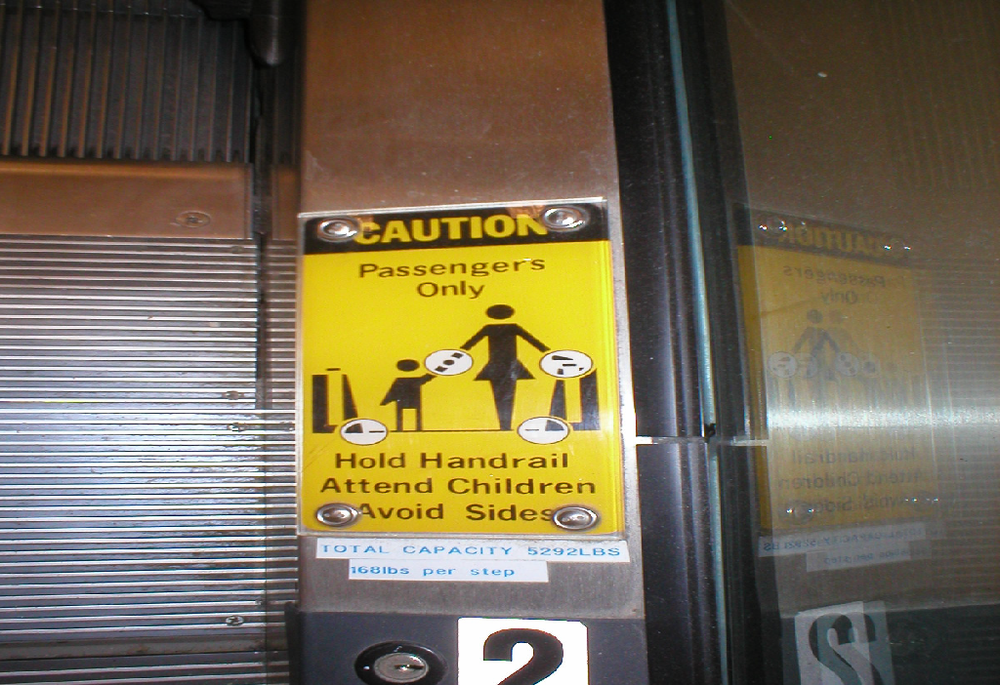 CAUTION
Passengers
Only
Hold Handrail
Attend Children
Avoid Sides
TOTAL CAPACITY 5292LBS
168lbs per step
2